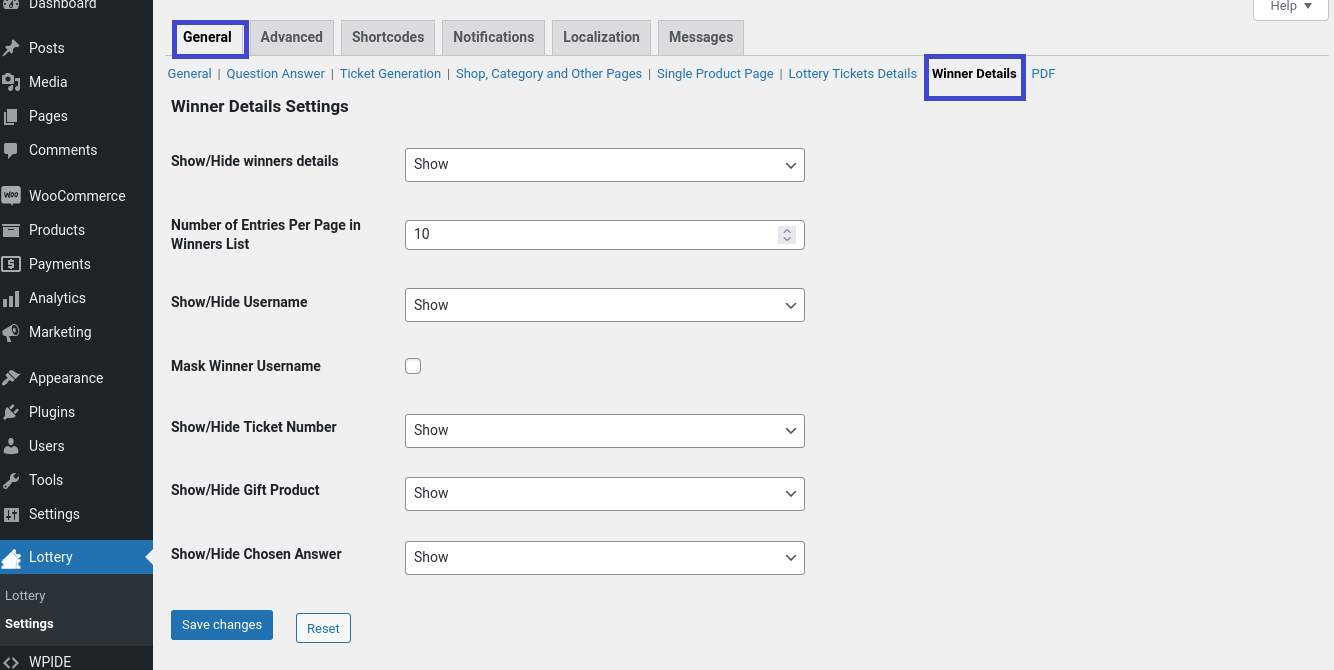 Dashboard
Posts
Media
Pages
Comments
WOO WooCommerce
Products
Payments
Analytics
Marketing
Appearance
Plugins
Users
Tools
Settings
Lottery
Lottery
Settings
WPIDE
Help
General Advanced Shortcodes Notifications Localization Messages
General | Question Answer | Ticket Generation | Shop, Category and Other Pages | Single Product Page | Lottery Tickets Details Winner Details PDF
Winner Details Settings
Show/Hide winners details Show
Number of Entries Per Page in
Winners List
10
Show/Hide Username Show
Mask Winner Username
Show/Hide Ticket Number Show
Show/Hide Gift Product Show
Show/Hide Chosen Answer Show
Save changes Reset